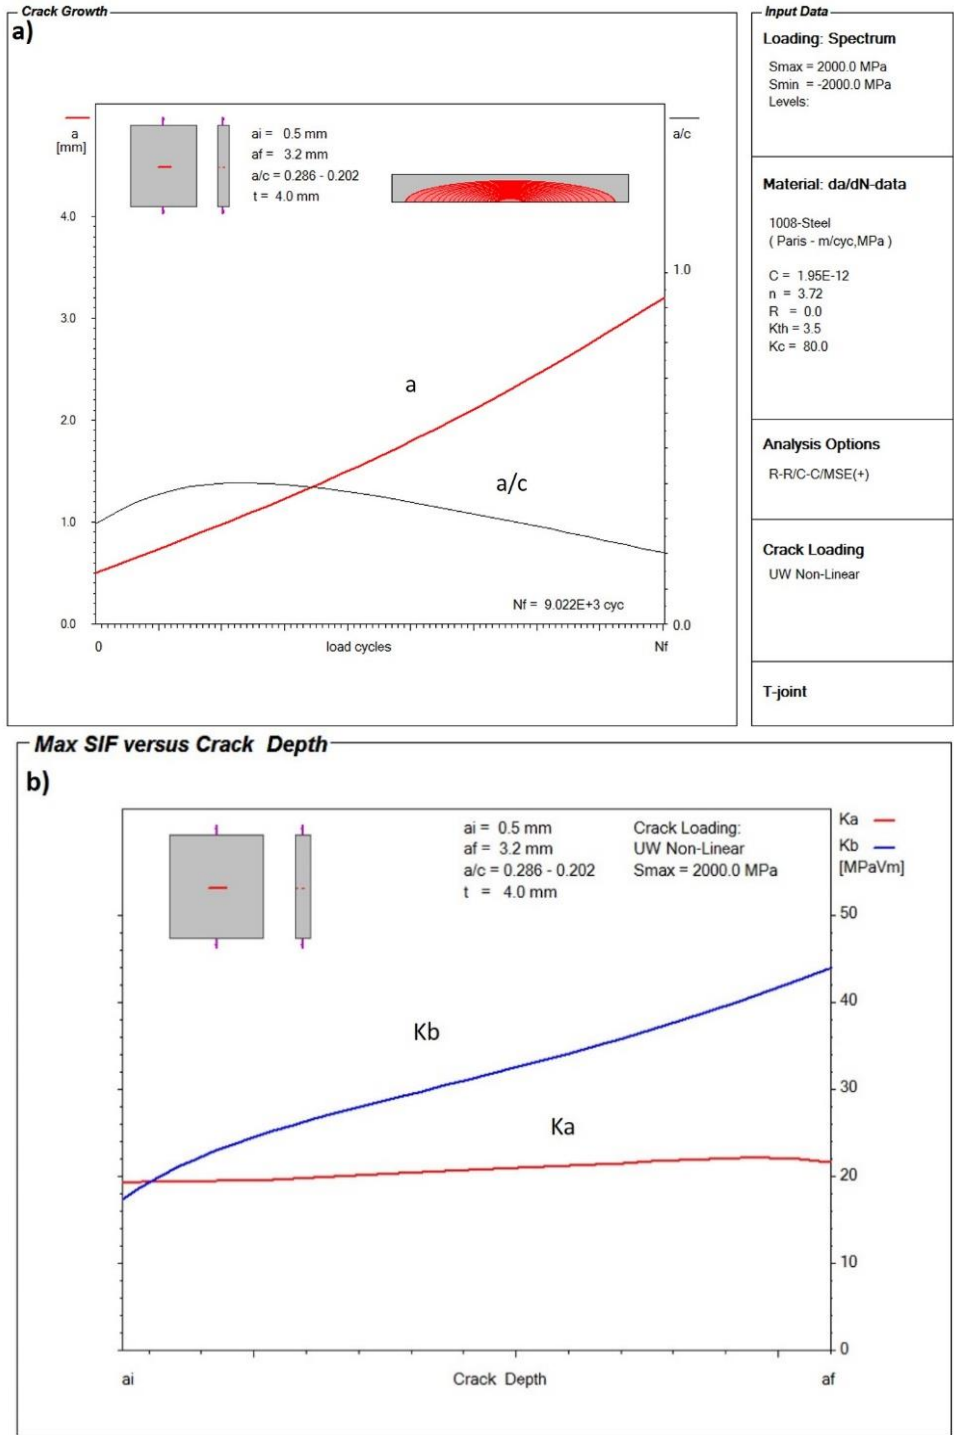 Crack Growth
a)
a
[mm]
ai = 0.5 mm
af = 3.2 mm
a/c = 0.286 - 0.202
t = 4.0 mm
a/c
4.0
3.0
2.0
1.0
0.0
1.0
0.0
a
a/c
Nf = 9.022E+3 cyc
0
load cycles
Nf
Input Data
Loading: Spectrum
Smax = 2000.0 MPa
Smin = -2000.0 MPa
Levels:
Material: da/dN-data
1008-Steel
( Paris - m/cyc,MPa )
C = 1.95E-12
n = 3.72
R = 0.0
Kth = 3.5
Kc = 80.0
Analysis Options
R-R/C-C/MSE(+)
Crack Loading
UW Non-Linear
T-joint
Max SIF versus Crack Depth
b)
ai = 0.5 mm
af = 3.2 mm
a/c = 0.286 - 0.202
t = 4.0 mm
Crack Loading:
UW Non-Linear
Smax = 2000.0 MPa
Ka
Kb
[MPaVm]
50
40
30
20
10
0
Kb
Ka
ai
Crack Depth
af